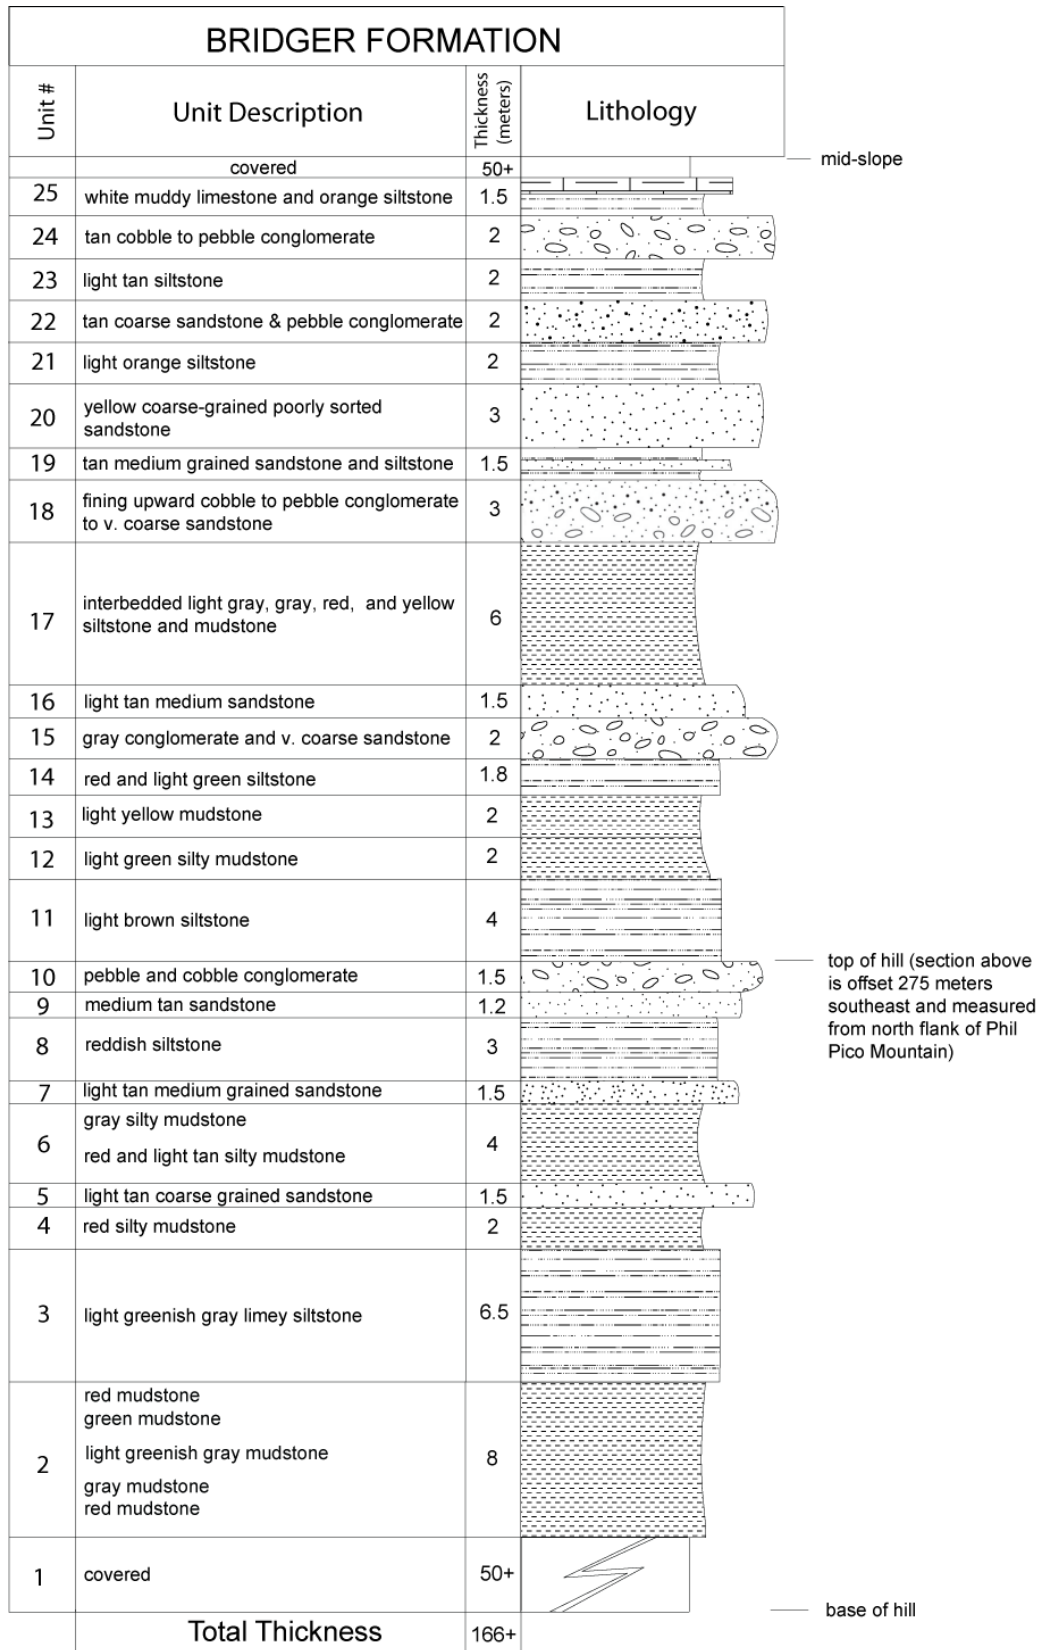 BRIDGER FORMATION
Unit #
Unit Description
Thickness
(meters)
Lithology
covered 50+
mid-slope
25 white muddy limestone and orange siltstone 1.5
24 tan cobble to pebble conglomerate 2
23 light tan siltstone 2
22 tan coarse sandstone & pebble conglomerate 2
21 light orange siltstone 2
20 yellow coarse-grained poorly sorted
sandstone 3
19 tan medium grained sandstone and siltstone 1.5
18 fining upward cobble to pebble conglomerate
to v. coarse sandstone 3
17 interbedded light gray, gray, red, and yellow
siltstone and mudstone 6
16 light tan medium sandstone 1.5
15 gray conglomerate and v. coarse sandstone 2
14 red and light green siltstone 1.8
13 light yellow mudstone 2
12 light green silty mudstone 2
11 light brown siltstone 4
top of hill (section above
is offset 275 meters
southeast and measured
from north flank of Phil
Pico Mountain)
10 pebble and cobble conglomerate 1.5
9 medium tan sandstone 1.2
8 reddish siltstone 3
7 light tan medium grained sandstone 1.5
6 gray silty mudstone
red and light tan silty mudstone 4
5 light tan coarse grained sandstone 1.5
4 red silty mudstone 2
3 light greenish gray limey siltstone 6.5
2 red mudstone
green mudstone
light greenish gray mudstone 8
gray mudstone
red mudstone
1 covered 50+
base of hill
Total Thickness 166+